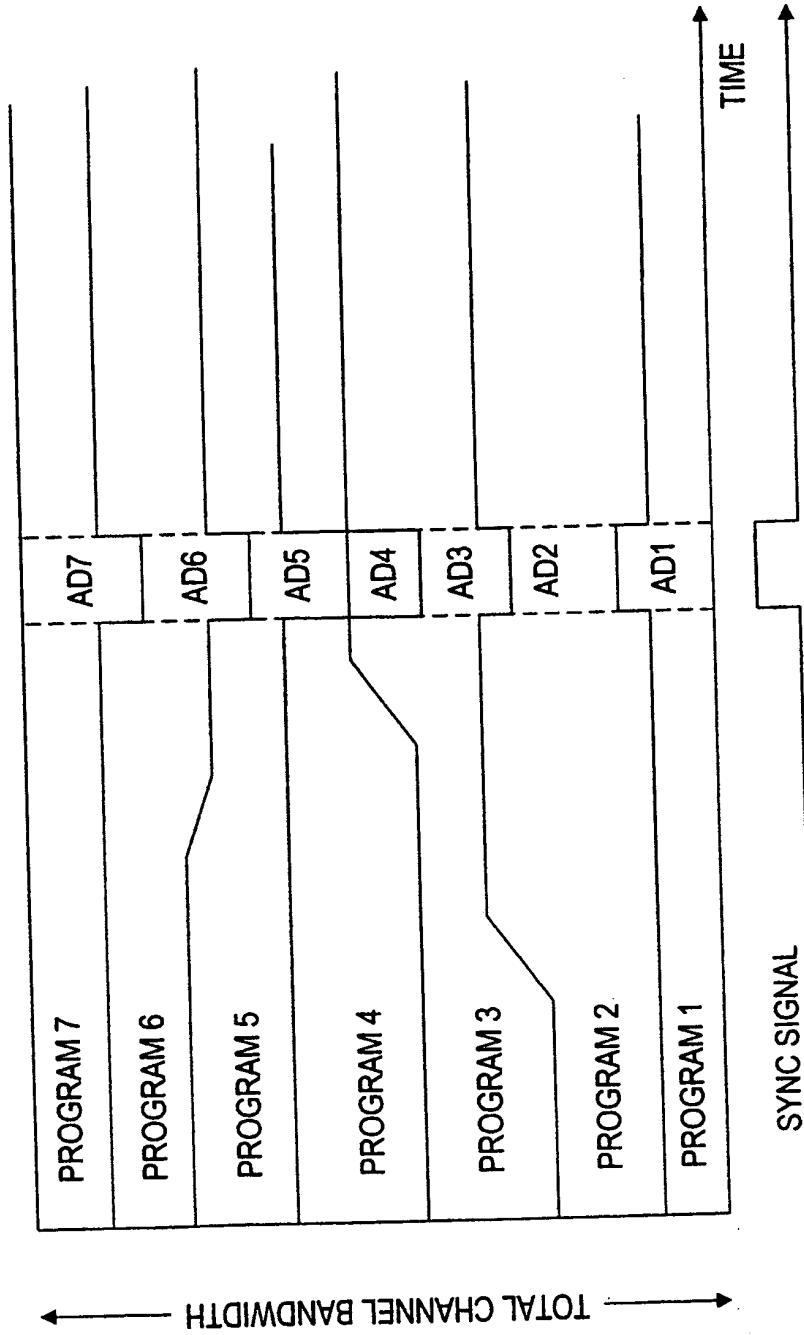 TOTAL CHANNEL BANDWIDTH
PROGRAM 7
PROGRAM 6
PROGRAM 5
PROGRAM 4
PROGRAM 3
PROGRAM 2
PROGRAM 1
AD7
AD6
AD5
AD4
AD3
AD2
AD1
TIME
SYNC SIGNAL